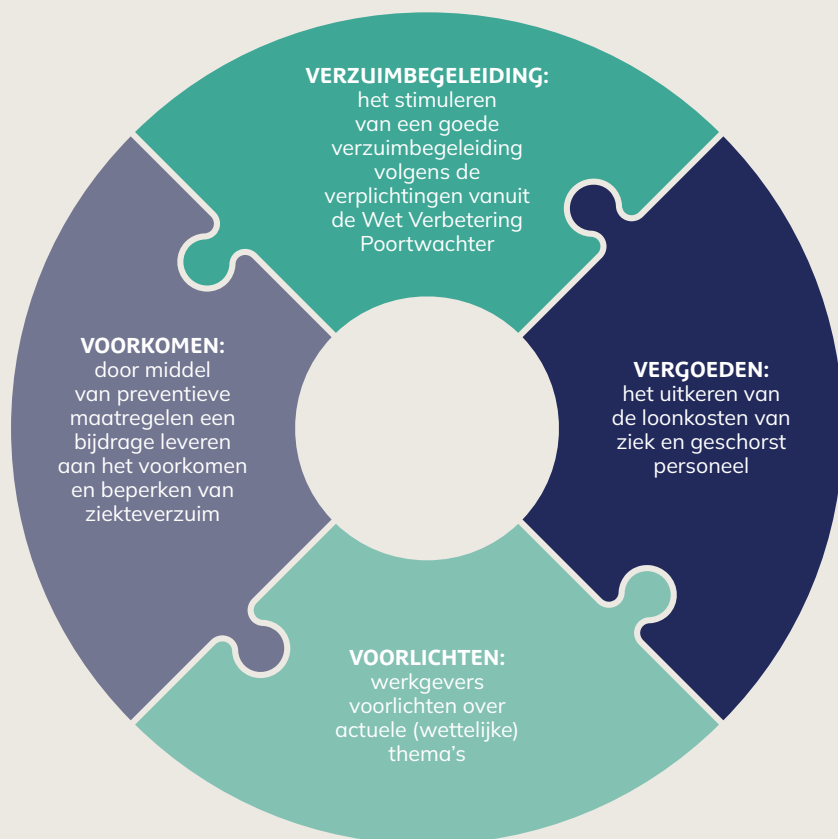 VERZUIMBEGELEIDING:
het stimuleren
van een goede
verzuimbegeleiding
volgens de
verplichtingen vanuit
de Wet Verbetering
Poortwachter
VOORKOMEN:
door middel
van preventieve
maatregelen een
bijdrage leveren
aan het voorkomen
en beperken van
ziekteverzuim
VERGOEDEN:
het uitkeren van
de loonkosten van
ziek en geschorst
personeel
VOORLICHTEN:
werkgevers
voorlichten over
actuele (wettelijke)
thema's